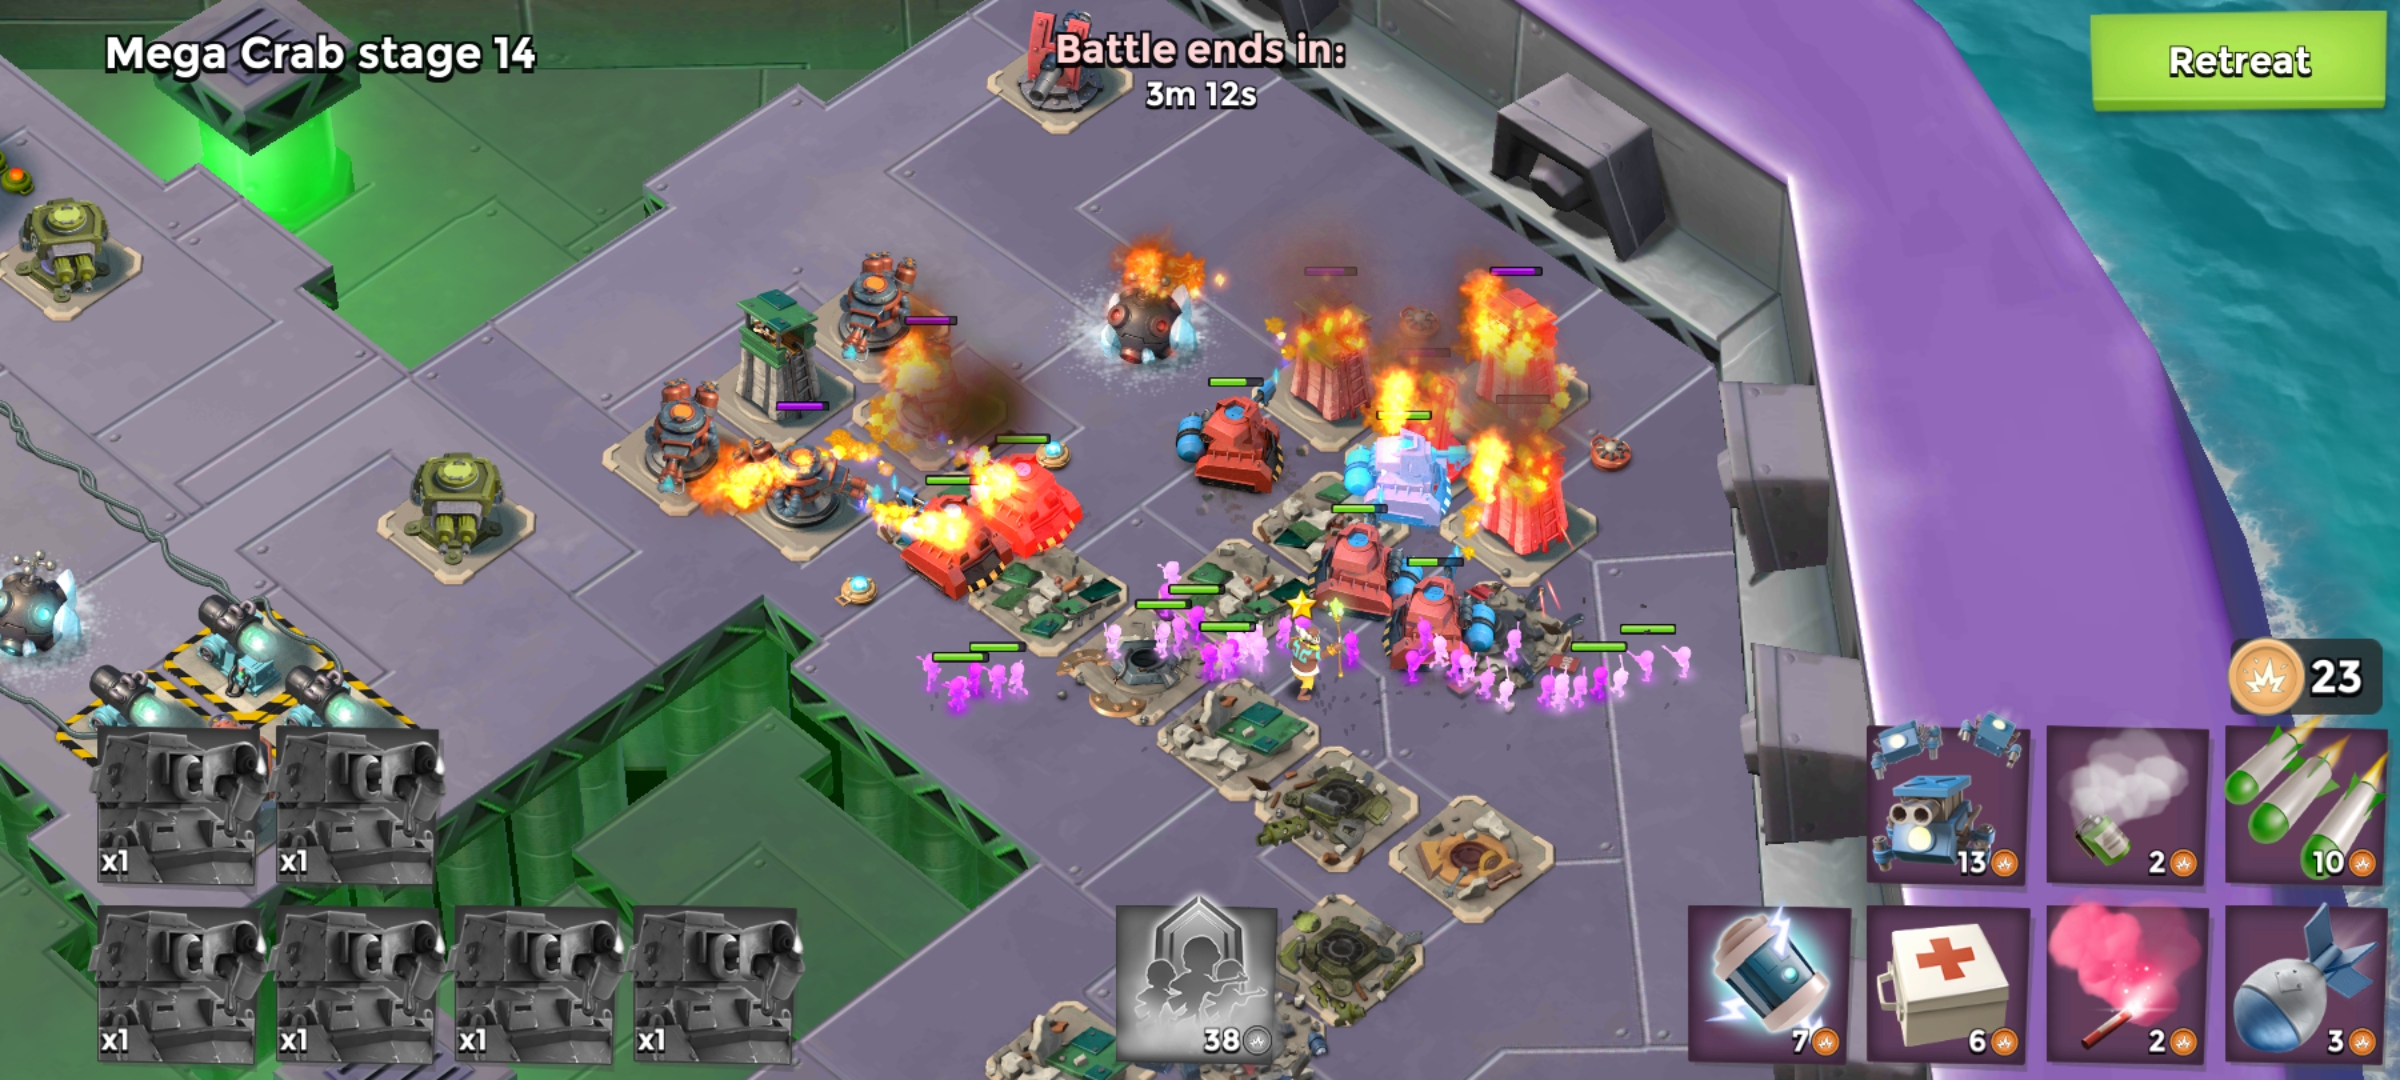 Mega Crab stage 14
Battle ends in:
3m 12s
Retreat
23
13
2
10
x1
x1
x1
x1
x1
x1
38
7
6
2
3